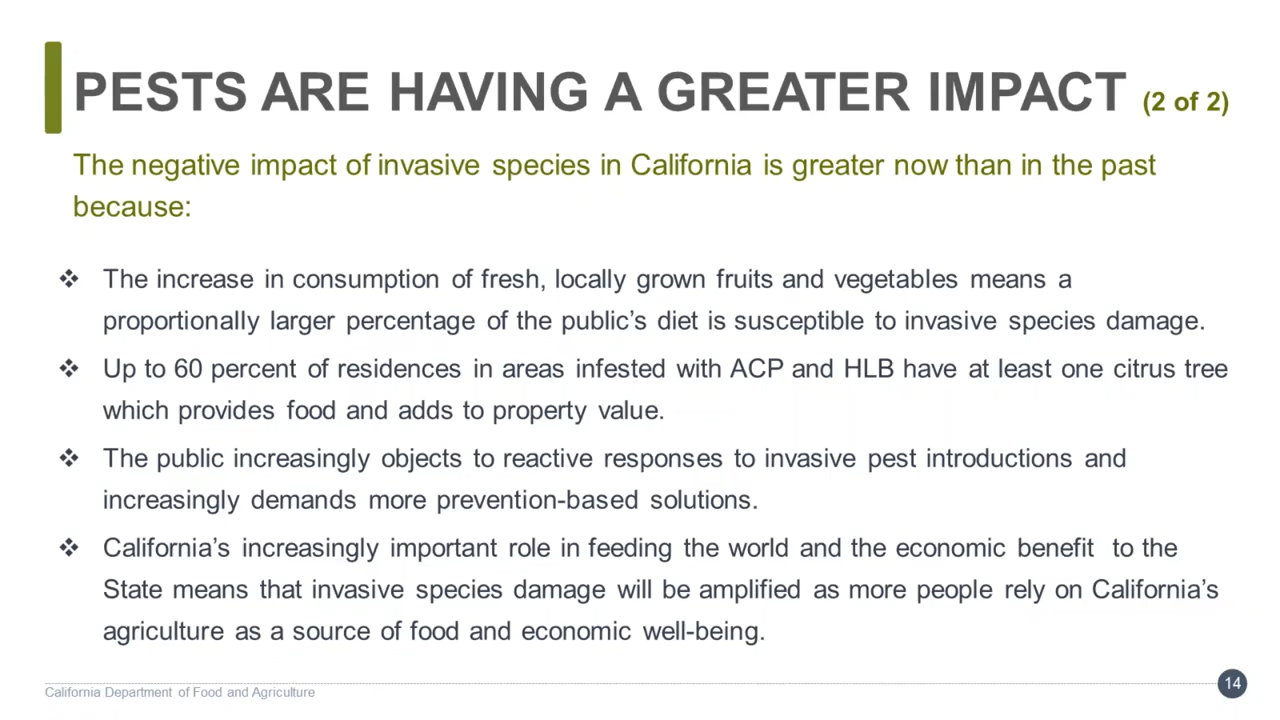 PESTS ARE HAVING A GREATER IMPACT (2 of 2)
The negative impact of invasive species in California is greater now than in the past
because:
❖ The increase in consumption of fresh, locally grown fruits and vegetables means a
proportionally larger percentage of the public’s diet is susceptible to invasive species damage.
❖ Up to 60 percent of residences in areas infested with ACP and HLB have at least one citrus tree
which provides food and adds to property value.
❖ The public increasingly objects to reactive responses to invasive pest introductions and
increasingly demands more prevention-based solutions.
❖ California’s increasingly important role in feeding the world and the economic benefit to the
State means that invasive species damage will be amplified as more people rely on California’s
agriculture as a source of food and economic well-being.
California Department of Food and Agriculture
14